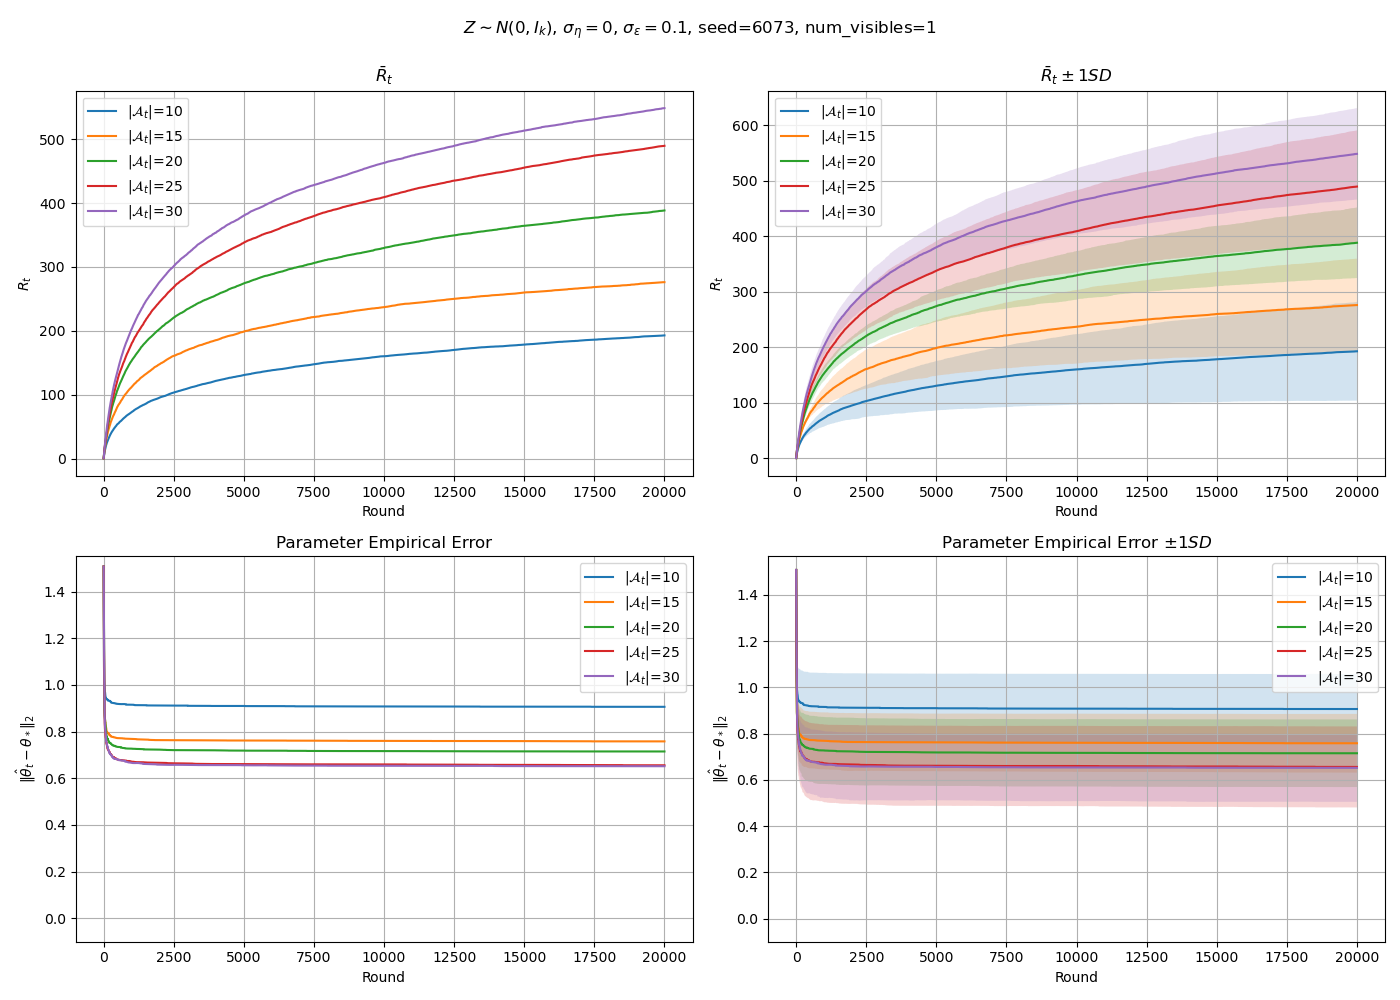 Z ∼ N(0, I_k), σ_η = 0, σ_ε = 0.1, seed=6073, num_visibles=1
R̄_t
R_t
0
100
200
300
400
500
0 2500 5000 7500 10000 12500 15000 17500 20000
Round
|𝒜_t|=10
|𝒜_t|=15
|𝒜_t|=20
|𝒜_t|=25
|𝒜_t|=30
R̄_t ± 1SD
R_t
0
100
200
300
400
500
600
0 2500 5000 7500 10000 12500 15000 17500 20000
Round
|𝒜_t|=10
|𝒜_t|=15
|𝒜_t|=20
|𝒜_t|=25
|𝒜_t|=30
Parameter Empirical Error
‖θ̂_t − θ_*‖_2
0.0
0.2
0.4
0.6
0.8
1.0
1.2
1.4
0 2500 5000 7500 10000 12500 15000 17500 20000
Round
|𝒜_t|=10
|𝒜_t|=15
|𝒜_t|=20
|𝒜_t|=25
|𝒜_t|=30
Parameter Empirical Error ±1SD
‖θ̂_t − θ_*‖_2
0.0
0.2
0.4
0.6
0.8
1.0
1.2
1.4
0 2500 5000 7500 10000 12500 15000 17500 20000
Round
|𝒜_t|=10
|𝒜_t|=15
|𝒜_t|=20
|𝒜_t|=25
|𝒜_t|=30